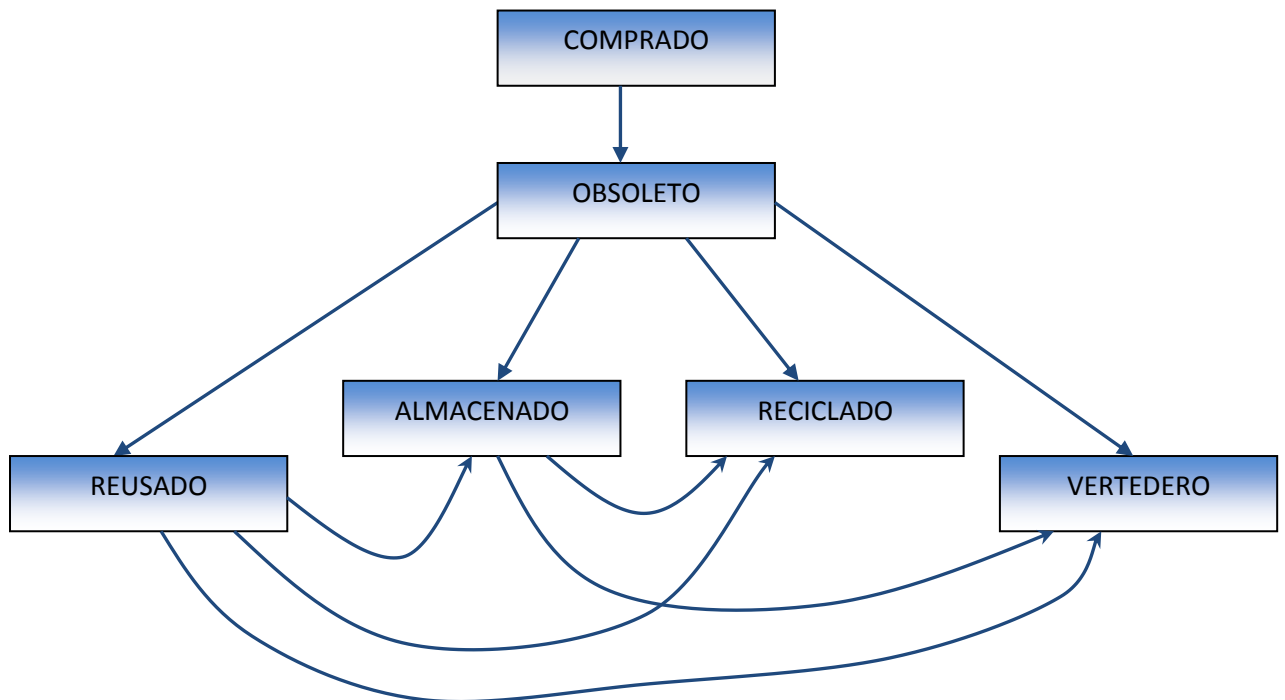 COMPRADO
OBSOLETO
ALMACENADO
RECICLADO
REUSADO
VERTEDERO